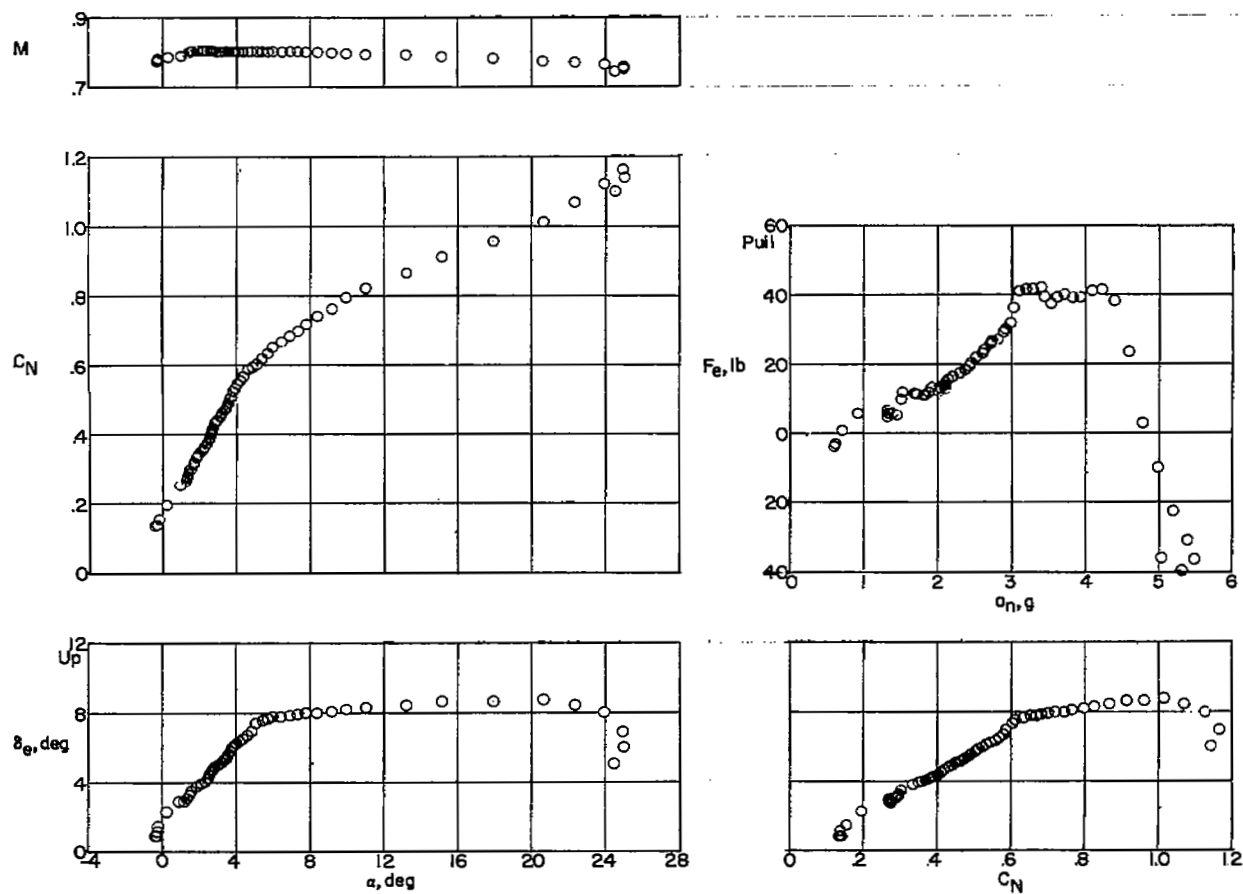 M
.9
.7
1.2
1.0
.8
.6
.4
.2
0
C_N
Up
12
8
4
0
δ_e, deg
-4 0 4 8 12 16 20 24 28
α, deg
Pull
60
40
20
0
20
40
F_e, lb
0 1 2 3 4 5 6
a_n, g
0 .2 .4 .6 .8 1.0 1.2
C_N